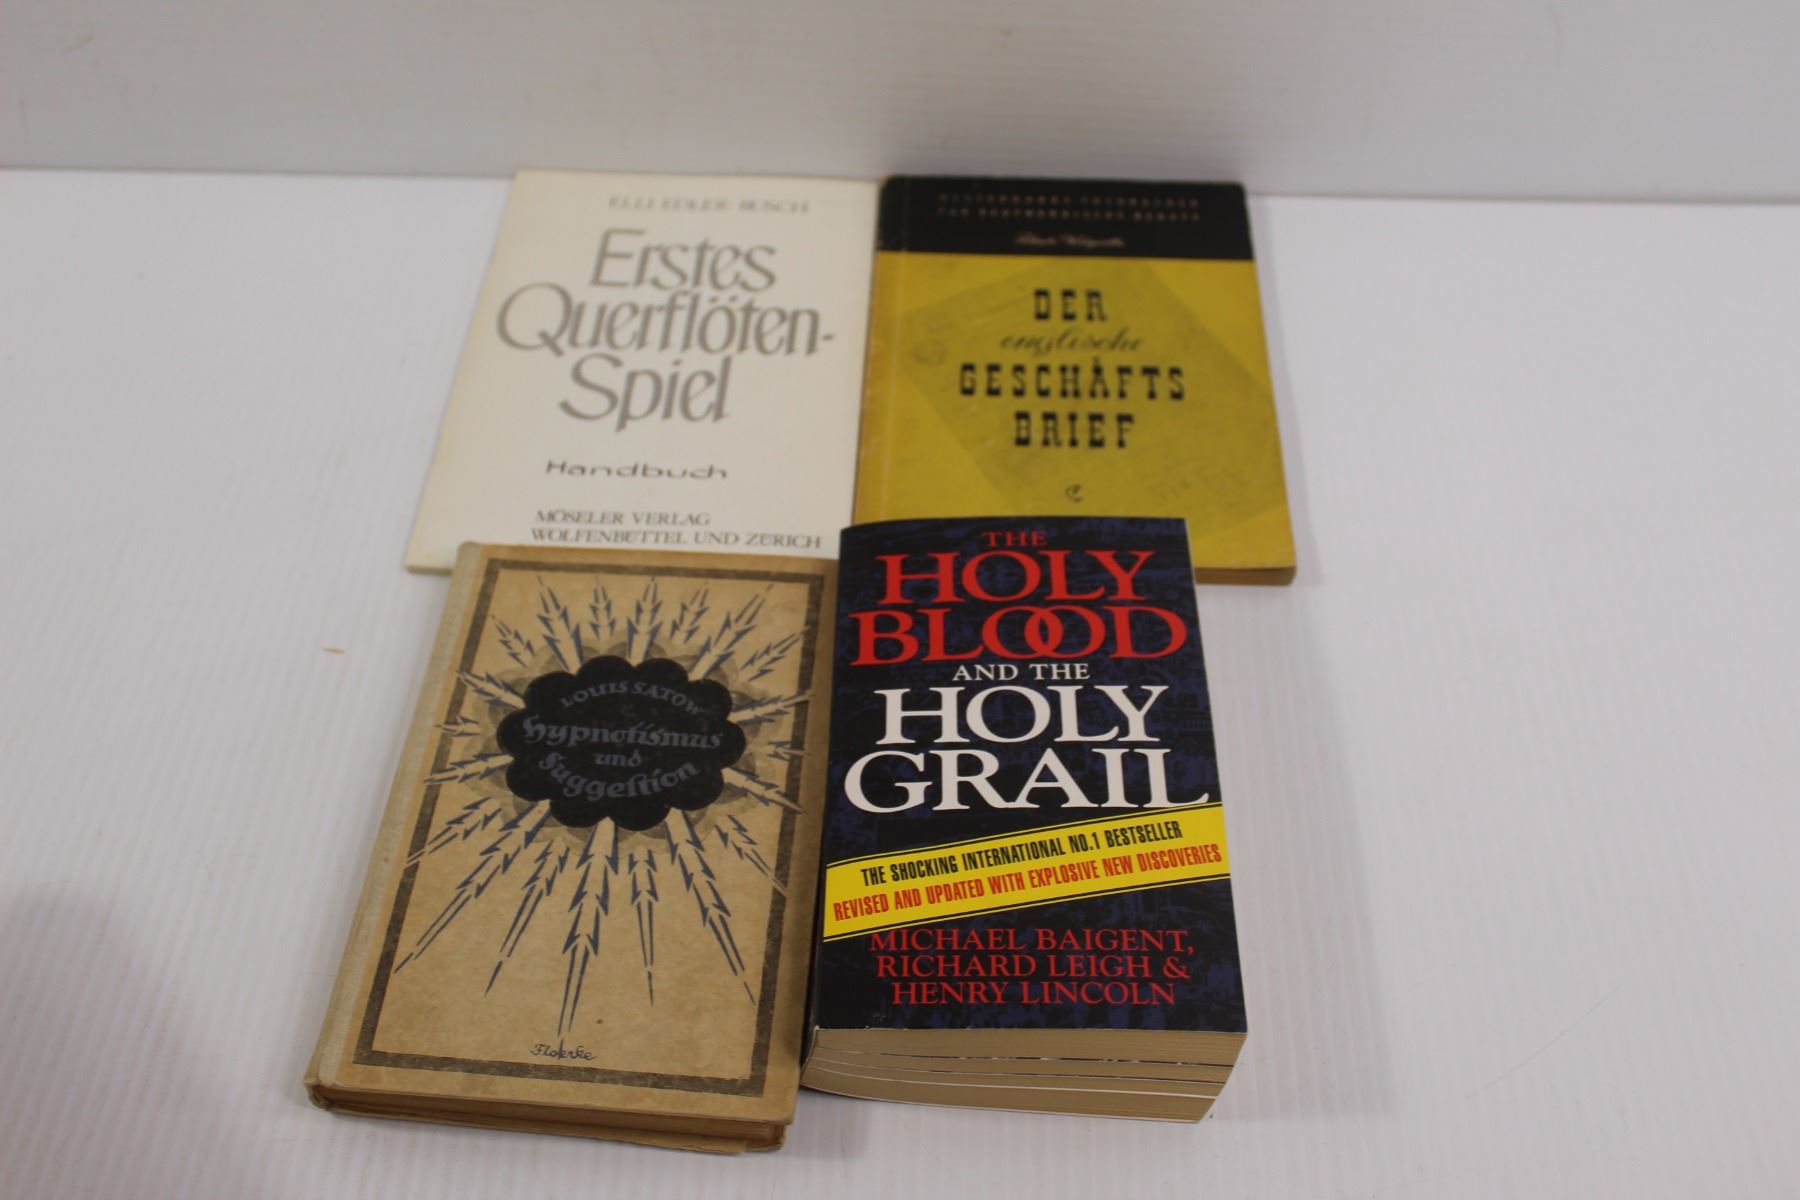 ELLI EDLER-BUSCH
Erstes
Querflöten-
Spiel
Handbuch
MÖSELER VERLAG
WOLFENBÜTTEL UND ZÜRICH
DER
englische
GESCHÄFTS
BRIEF
LOUIS SATOW
Hypnotismus
und
Suggestion
Floerke
THE
HOLY
BLOOD
AND THE
HOLY
GRAIL
THE SHOCKING INTERNATIONAL NO.1 BESTSELLER
REVISED AND UPDATED WITH EXPLOSIVE NEW DISCOVERIES
MICHAEL BAIGENT,
RICHARD LEIGH &
HENRY LINCOLN